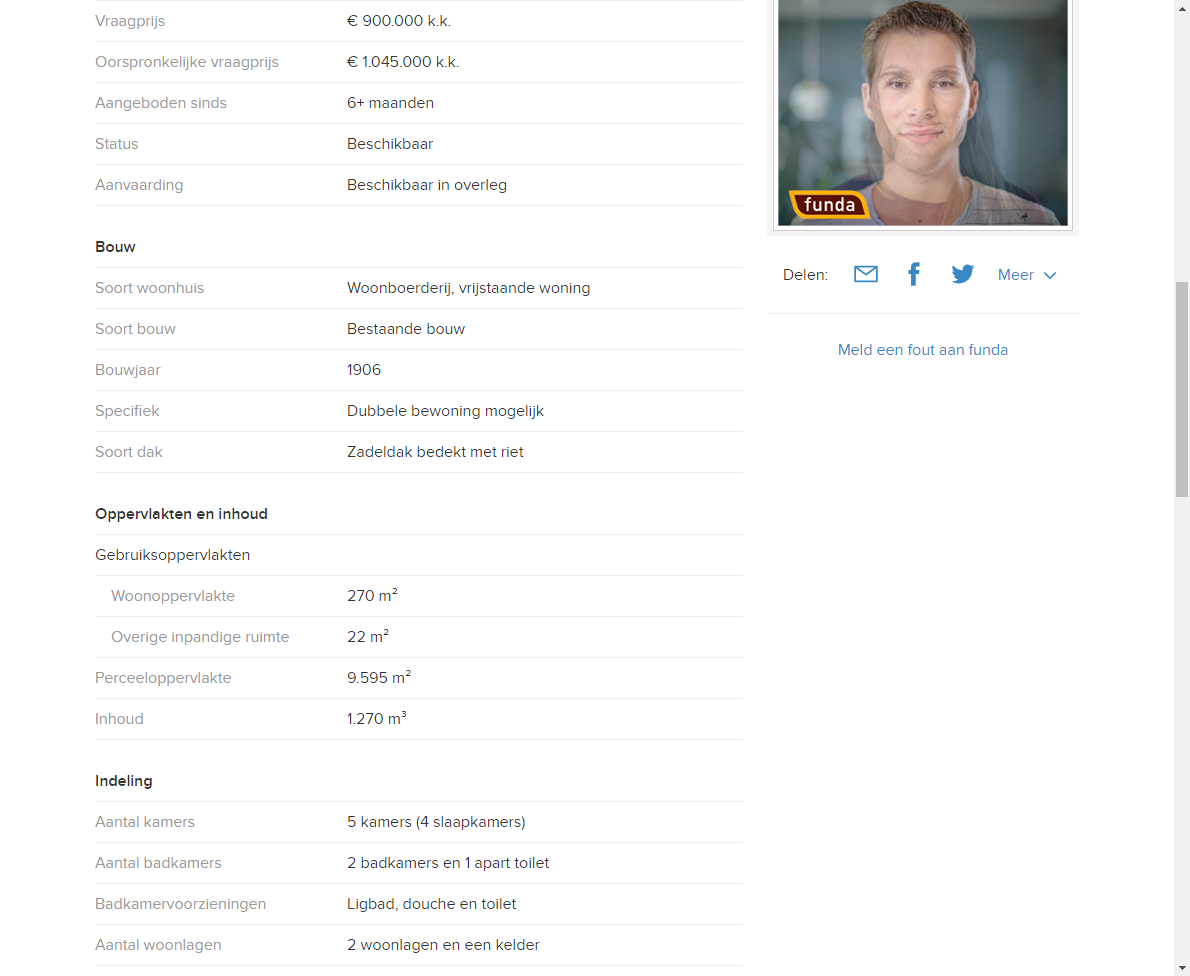 Vraagprijs € 900.000 k.k.
Oorspronkelijke vraagprijs € 1.045.000 k.k.
Aangeboden sinds 6+ maanden
Status Beschikbaar
Aanvaarding Beschikbaar in overleg
Bouw
Soort woonhuis Woonboerderij, vrijstaande woning
Soort bouw Bestaande bouw
Bouwjaar 1906
Specifiek Dubbele bewoning mogelijk
Soort dak Zadeldak bedekt met riet
Oppervlakten en inhoud
Gebruiksoppervlakten
Woonoppervlakte 270 m²
Overige inpandige ruimte 22 m²
Perceeloppervlakte 9.595 m²
Inhoud 1.270 m³
Indeling
Aantal kamers 5 kamers (4 slaapkamers)
Aantal badkamers 2 badkamers en 1 apart toilet
Badkamervoorzieningen Ligbad, douche en toilet
Aantal woonlagen 2 woonlagen en een kelder
funda
Delen: Meer
Meld een fout aan funda